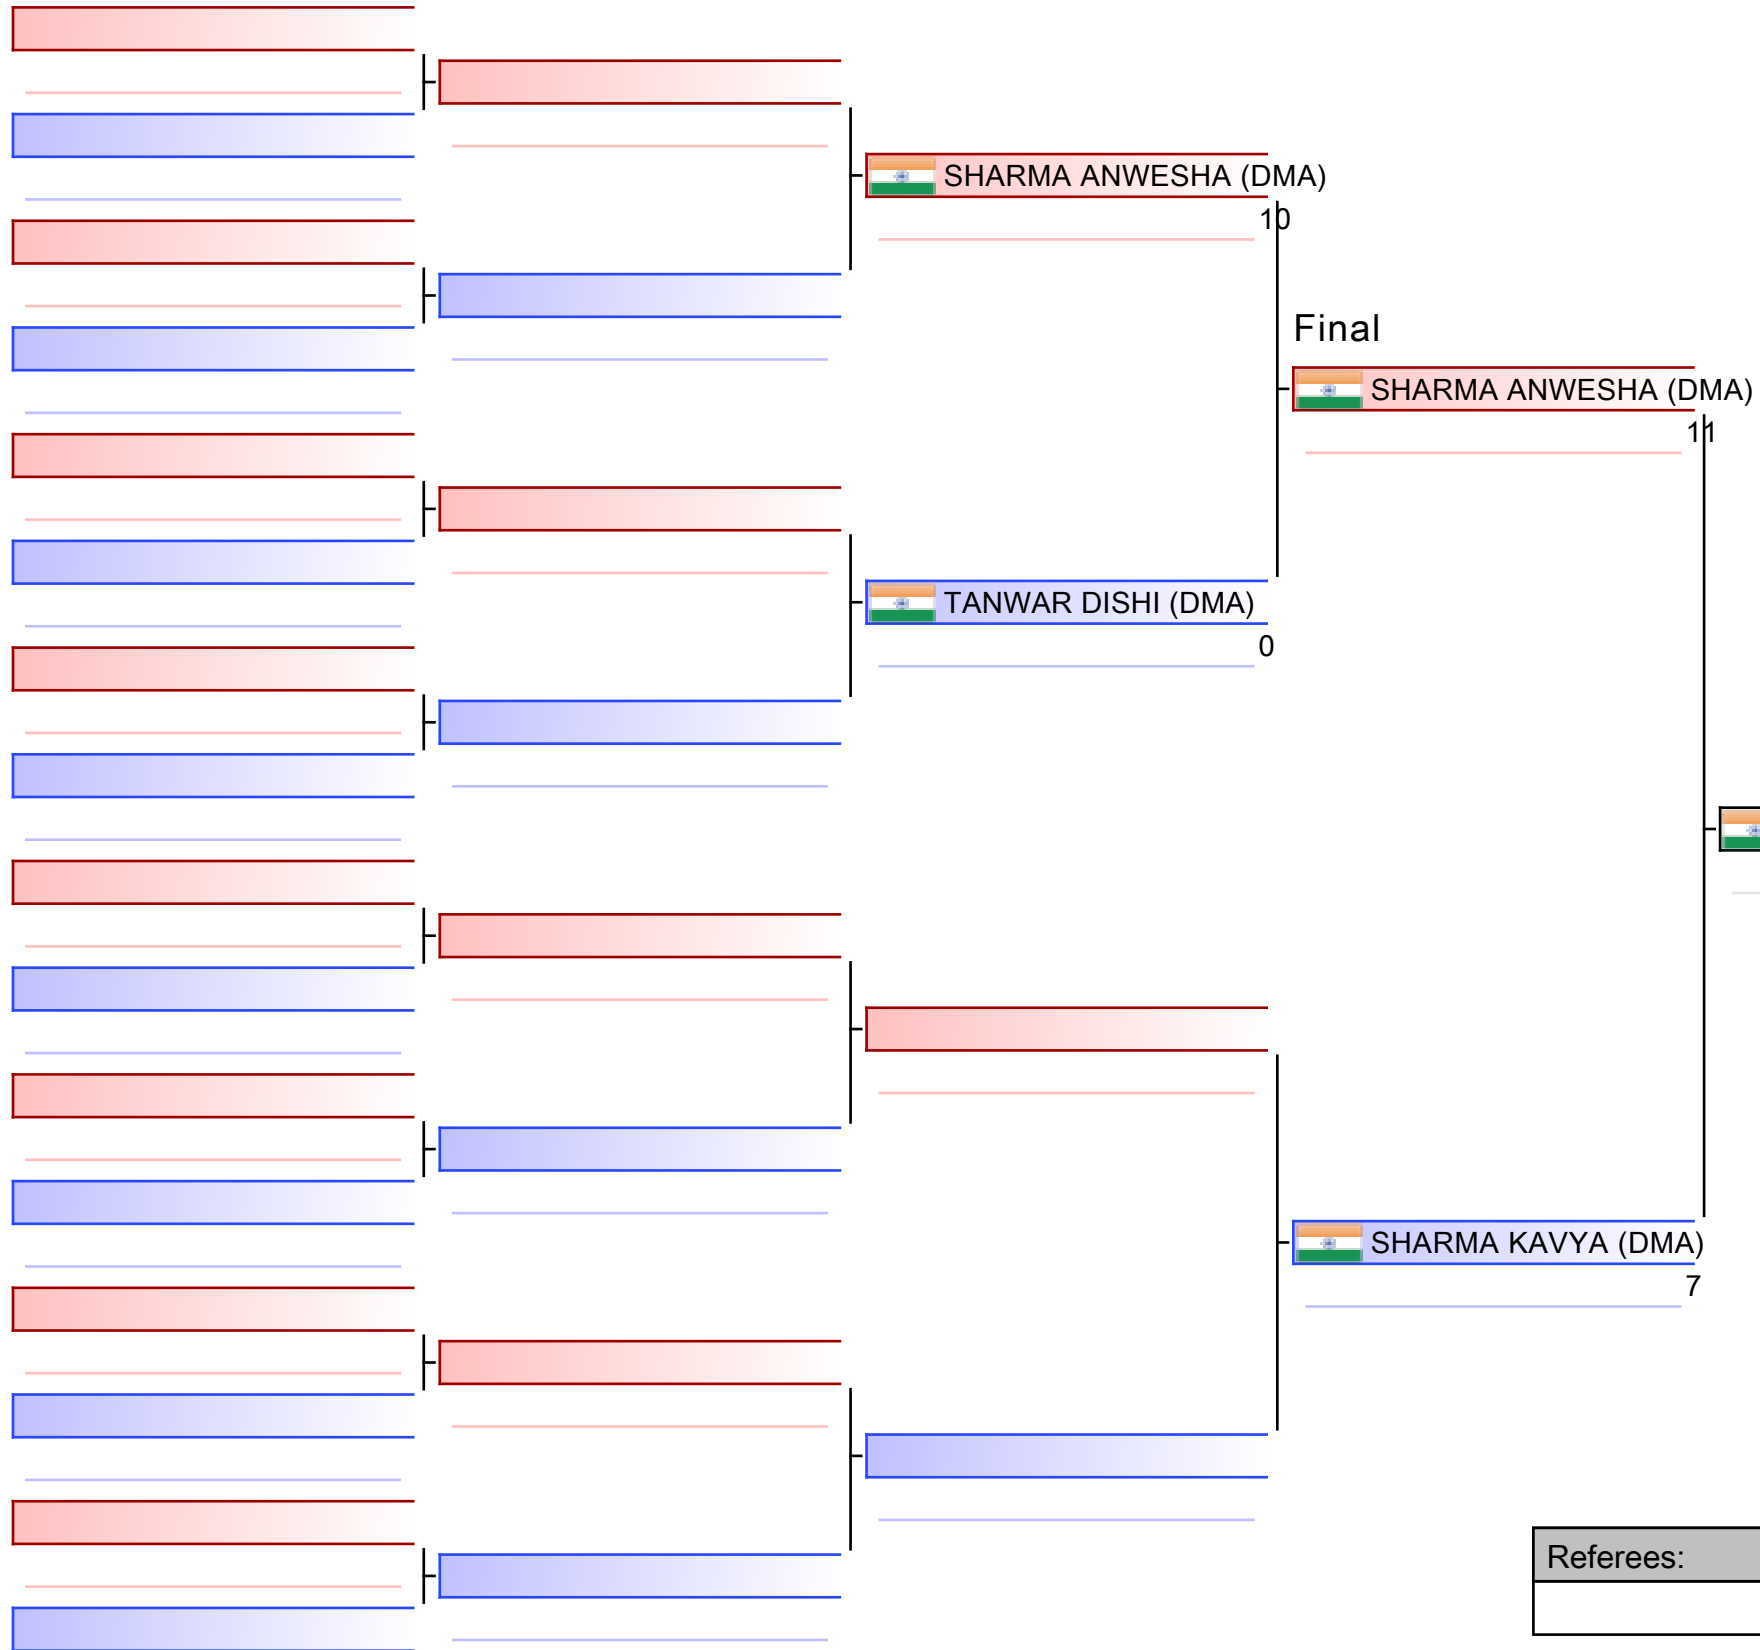 SHARMA ANWESHA (DMA)
10
Final
SHARMA ANWESHA (DMA)
11
TANWAR DISHI (DMA)
0
SHARMA KAVYA (DMA)
7
Referees: